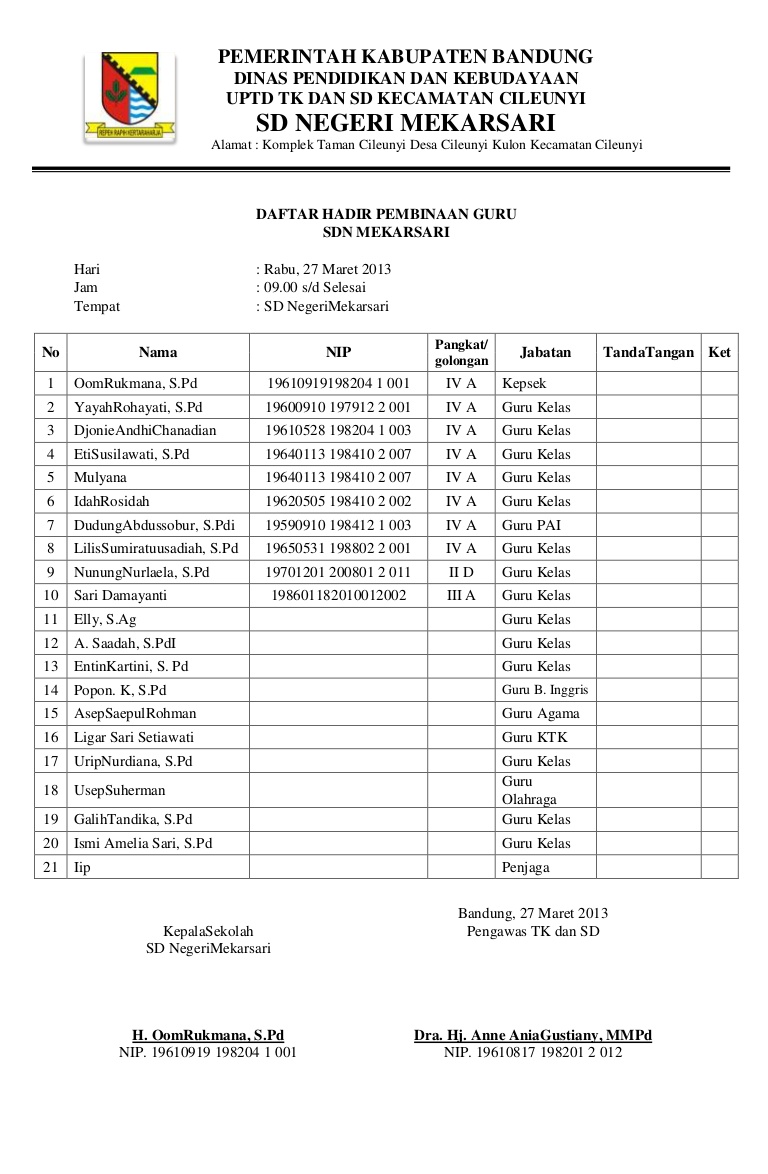 PEMERINTAH KABUPATEN BANDUNG
DINAS PENDIDIKAN DAN KEBUDAYAAN
UPTD TK DAN SD KECAMATAN CILEUNYI
SD NEGERI MEKARSARI
Alamat : Komplek Taman Cileunyi Desa Cileunyi Kulon Kecamatan Cileunyi
REPEH RAPIH KERTARAHARJA
DAFTAR HADIR PEMBINAAN GURU
SDN MEKARSARI
Hari : Rabu, 27 Maret 2013
Jam : 09.00 s/d Selesai
Tempat : SD NegeriMekarsari
No Nama NIP Pangkat/ golongan Jabatan TandaTangan Ket
1 OomRukmana, S.Pd 19610919198204 1 001 IV A Kepsek
2 YayahRohayati, S.Pd 19600910 197912 2 001 IV A Guru Kelas
3 DjonieAndhiChanadian 19610528 198204 1 003 IV A Guru Kelas
4 EtiSusilawati, S.Pd 19640113 198410 2 007 IV A Guru Kelas
5 Mulyana 19640113 198410 2 007 IV A Guru Kelas
6 IdahRosidah 19620505 198410 2 002 IV A Guru Kelas
7 DudungAbdussobur, S.Pdi 19590910 198412 1 003 IV A Guru PAI
8 LilisSumiratuusadiah, S.Pd 19650531 198802 2 001 IV A Guru Kelas
9 NunungNurlaela, S.Pd 19701201 200801 2 011 II D Guru Kelas
10 Sari Damayanti 198601182010012002 III A Guru Kelas
11 Elly, S.Ag Guru Kelas
12 A. Saadah, S.PdI Guru Kelas
13 EntinKartini, S. Pd Guru Kelas
14 Popon. K, S.Pd Guru B. Inggris
15 AsepSaepulRohman Guru Agama
16 Ligar Sari Setiawati Guru KTK
17 UripNurdiana, S.Pd Guru Kelas
18 UsepSuherman Guru Olahraga
19 GalihTandika, S.Pd Guru Kelas
20 Ismi Amelia Sari, S.Pd Guru Kelas
21 Iip Penjaga
Bandung, 27 Maret 2013
KepalaSekolah Pengawas TK dan SD
SD NegeriMekarsari
H. OomRukmana, S.Pd Dra. Hj. Anne AniaGustiany, MMPd
NIP. 19610919 198204 1 001 NIP. 19610817 198201 2 012